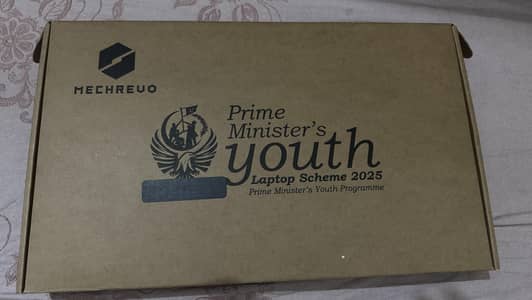 MECHREVO
Prime
Minister's
youth
Laptop Scheme 2025
Prime Minister's Youth Programme